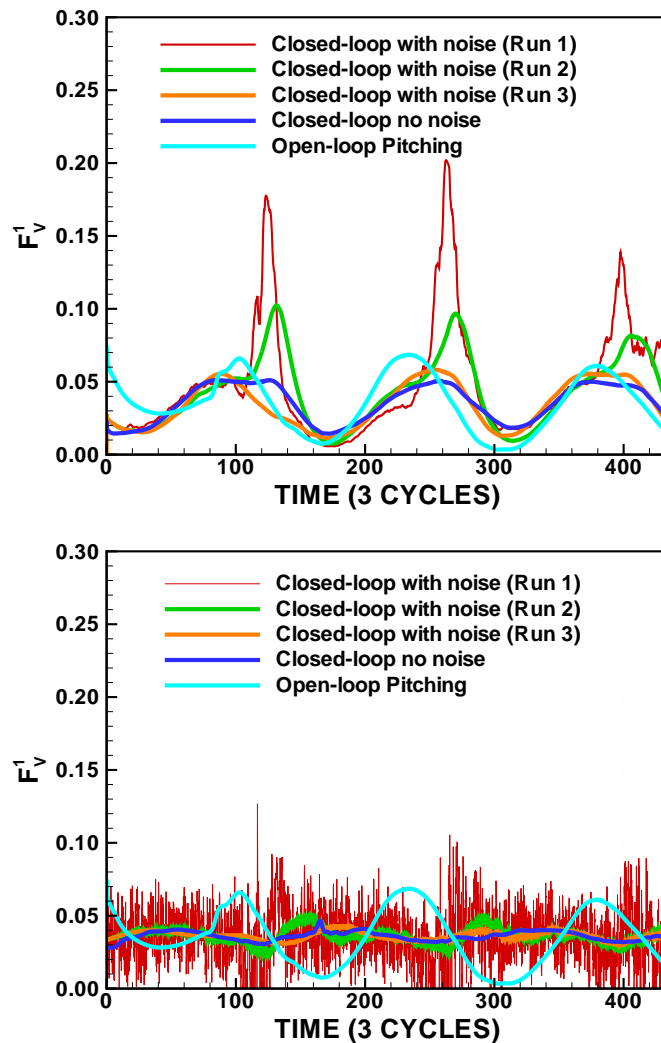 0.30
Closed-loop with noise (Run 1)
Closed-loop with noise (Run 2)
Closed-loop with noise (Run 3)
Closed-loop no noise
Open-loop Pitching
0.25
0.20
0.15
0.10
0.05
0.00
F¹V
0 100 200 300 400
TIME (3 CYCLES)
0.30
Closed-loop with noise (Run 1)
Closed-loop with noise (Run 2)
Closed-loop with noise (Run 3)
Closed-loop no noise
Open-loop Pitching
0.25
0.20
0.15
0.10
0.05
0.00
F¹V
0 100 200 300 400
TIME (3 CYCLES)